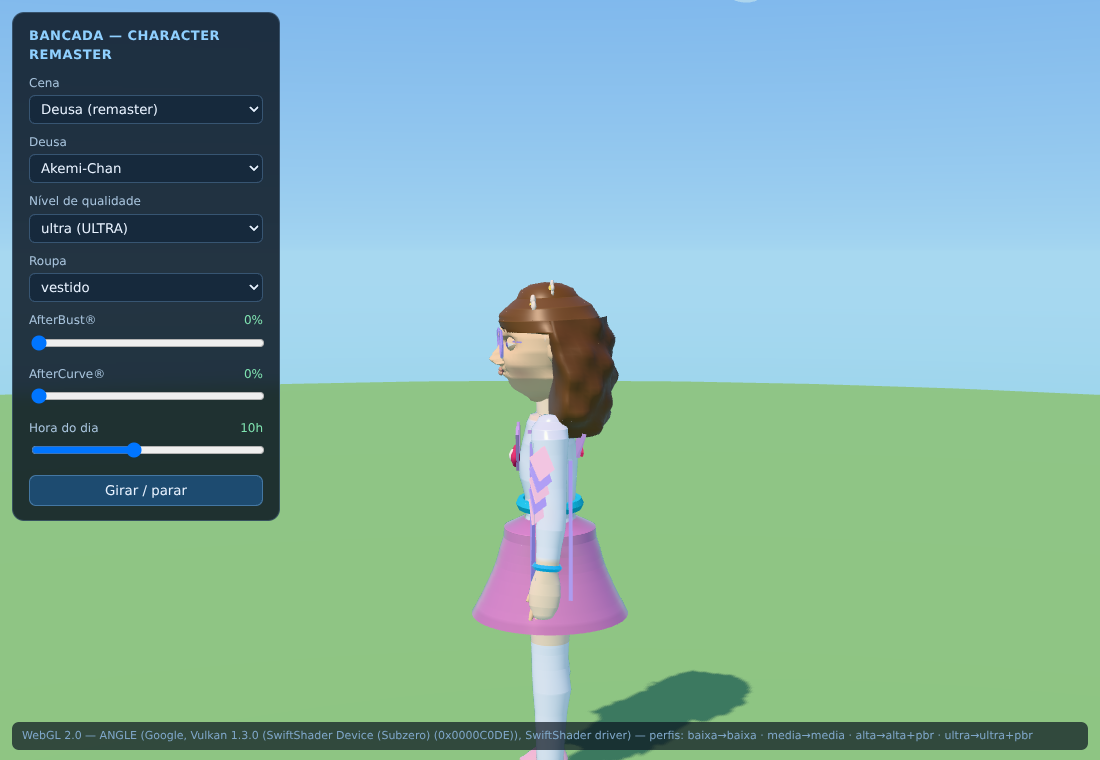 BANCADA — CHARACTER
REMASTER
Cena
Deusa (remaster)
Deusa
Akemi-Chan
Nível de qualidade
ultra (ULTRA)
Roupa
vestido
AfterBust® 0%
AfterCurve® 0%
Hora do dia 10h
Girar / parar
WebGL 2.0 — ANGLE (Google, Vulkan 1.3.0 (SwiftShader Device (Subzero) (0x0000C0DE)), SwiftShader driver) — perfis: baixa→baixa · media→media · alta→alta+pbr · ultra→ultra+pbr